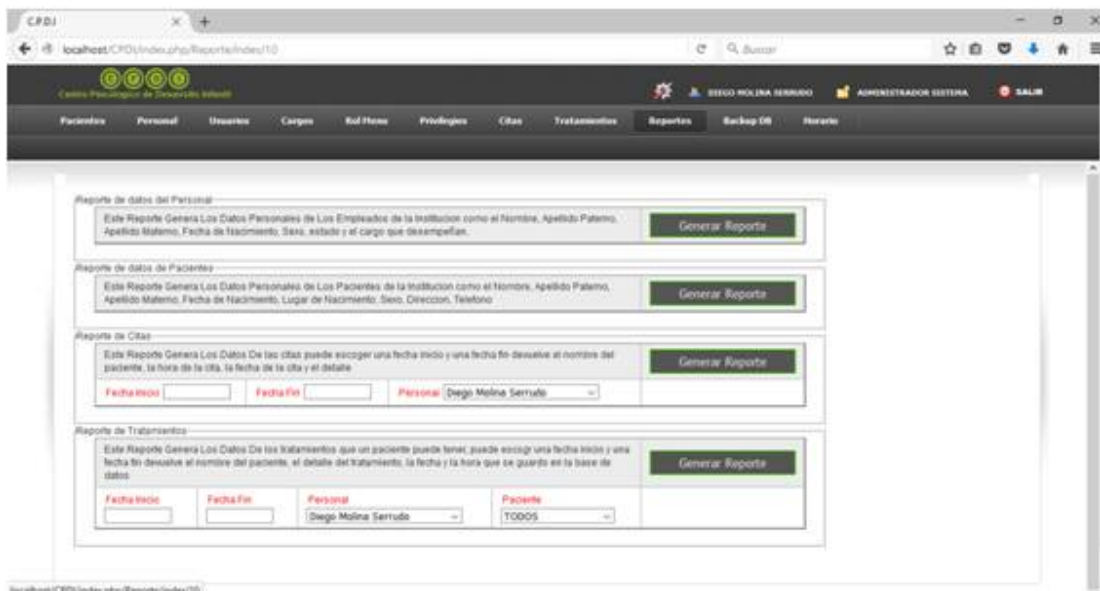 C.P.D.I
localhost/CPDI/index.php/Reporte/index/10
Buscar
C P D I
Centro Psicologico de Desarrollo Infantil
DIEGO MOLINA SERRUDO
ADMINISTRADOR SISTEMA
SALIR
Pacientes Personal Usuarios Cargos Rol Menu Privilegios Citas Tratamientos Reportes Backup DB Horario
Reporte de datos del Personal
Este Reporte Genera Los Datos Personales de Los Empleados de la Institucion como el Nombre, Apellido Paterno,
Apellido Materno, Fecha de Nacimiento, Sexo, estado y el cargo que desempeñan.
Generar Reporte
Reporte de datos de Pacientes
Este Reporte Genera Los Datos Personales de Los Pacientes de la Institucion como el Nombre, Apellido Paterno,
Apellido Materno, Fecha de Nacimiento, Lugar de Nacimiento, Sexo, Direccion, Telefono
Generar Reporte
Reporte de Citas
Este Reporte Genera Los Datos De las citas puede escoger una fecha inicio y una fecha fin devuelve el nombre del
paciente, la hora de la cita, la fecha de la cita y el detalle
Generar Reporte
Fecha Inicio Fecha Fin Personal Diego Molina Serrudo
Reporte de Tratamientos
Este Reporte Genera Los Datos De los tratamientos que un paciente puede tener, puede escogr una fecha inicio y una
fecha fin devuelve el nombre del paciente, el detalle del tratamiento, la fecha y la hora que se guardo en la base de
datos
Generar Reporte
Fecha Inicio Fecha Fin Personal Paciente
Diego Molina Serrudo TODOS
localhost/CPDI/index.php/Reporte/index/10